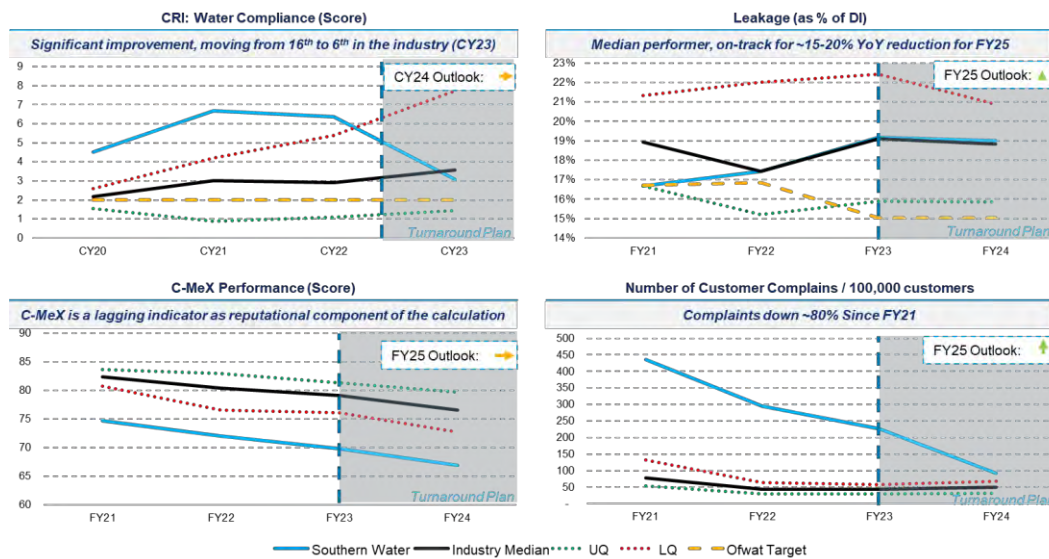 CRI: Water Compliance (Score)
Significant improvement, moving from 16th to 6th in the industry (CY23)
9
8
7
6
5
4
3
2
1
0
CY24 Outlook:
Turnaround Plan
CY20 CY21 CY22 CY23
Leakage (as % of DI)
Median performer, on-track for ~15-20% YoY reduction for FY25
23%
22%
21%
20%
19%
18%
17%
16%
15%
14%
FY25 Outlook:
Turnaround Plan
FY21 FY22 FY23 FY24
C-MeX Performance (Score)
C-MeX is a lagging indicator as reputational component of the calculation
90
85
80
75
70
65
60
FY25 Outlook:
Turnaround Plan
FY21 FY22 FY23 FY24
Number of Customer Complains / 100,000 customers
Complaints down ~80% Since FY21
500
450
400
350
300
250
200
150
100
50
-
FY25 Outlook:
Turnaround Plan
FY21 FY22 FY23 FY24
Southern Water Industry Median UQ LQ Ofwat Target